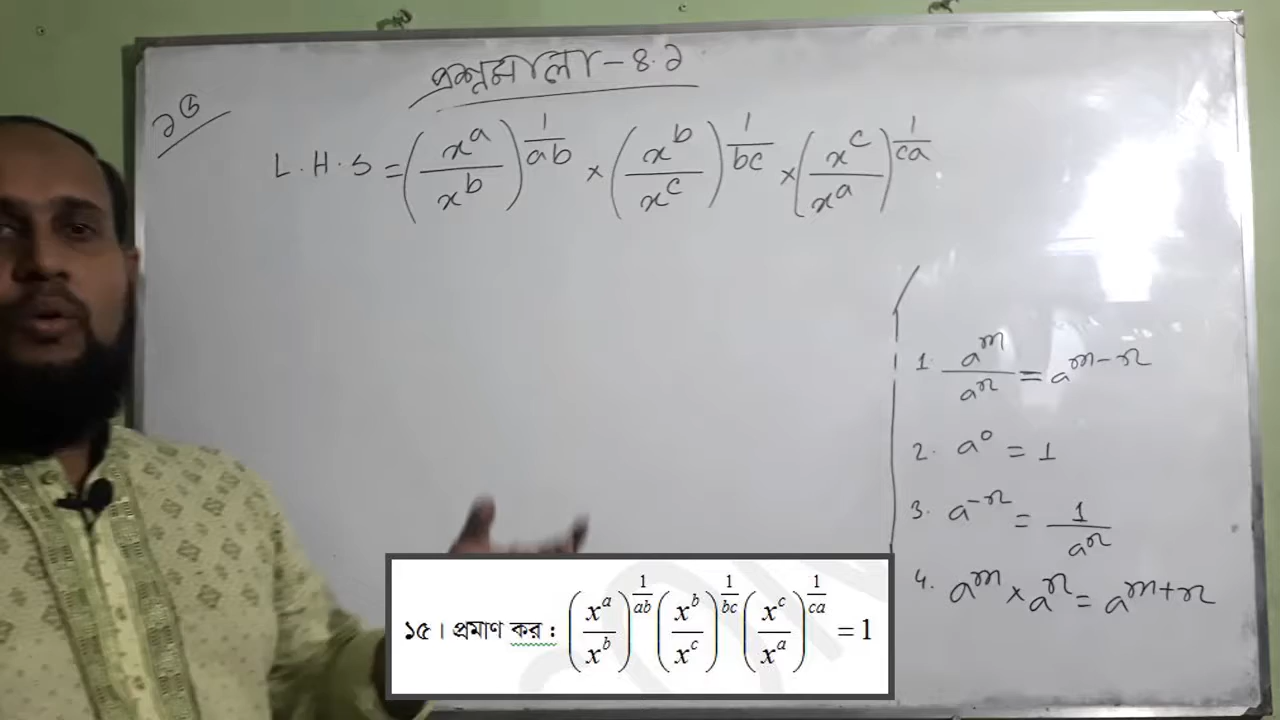 প্রশ্নমালা-৪.১
১৫
L.H.S = (x^a/x^b)^(1/ab) × (x^b/x^c)^(1/bc) × (x^c/x^a)^(1/ca)
1. a^m/a^n = a^(m-n)
2. a^0 = 1
3. a^(-n) = 1/a^n
4. a^m × a^n = a^(m+n)
১৫। প্রমাণ কর : (x^a/x^b)^(1/ab) (x^b/x^c)^(1/bc) (x^c/x^a)^(1/ca) = 1